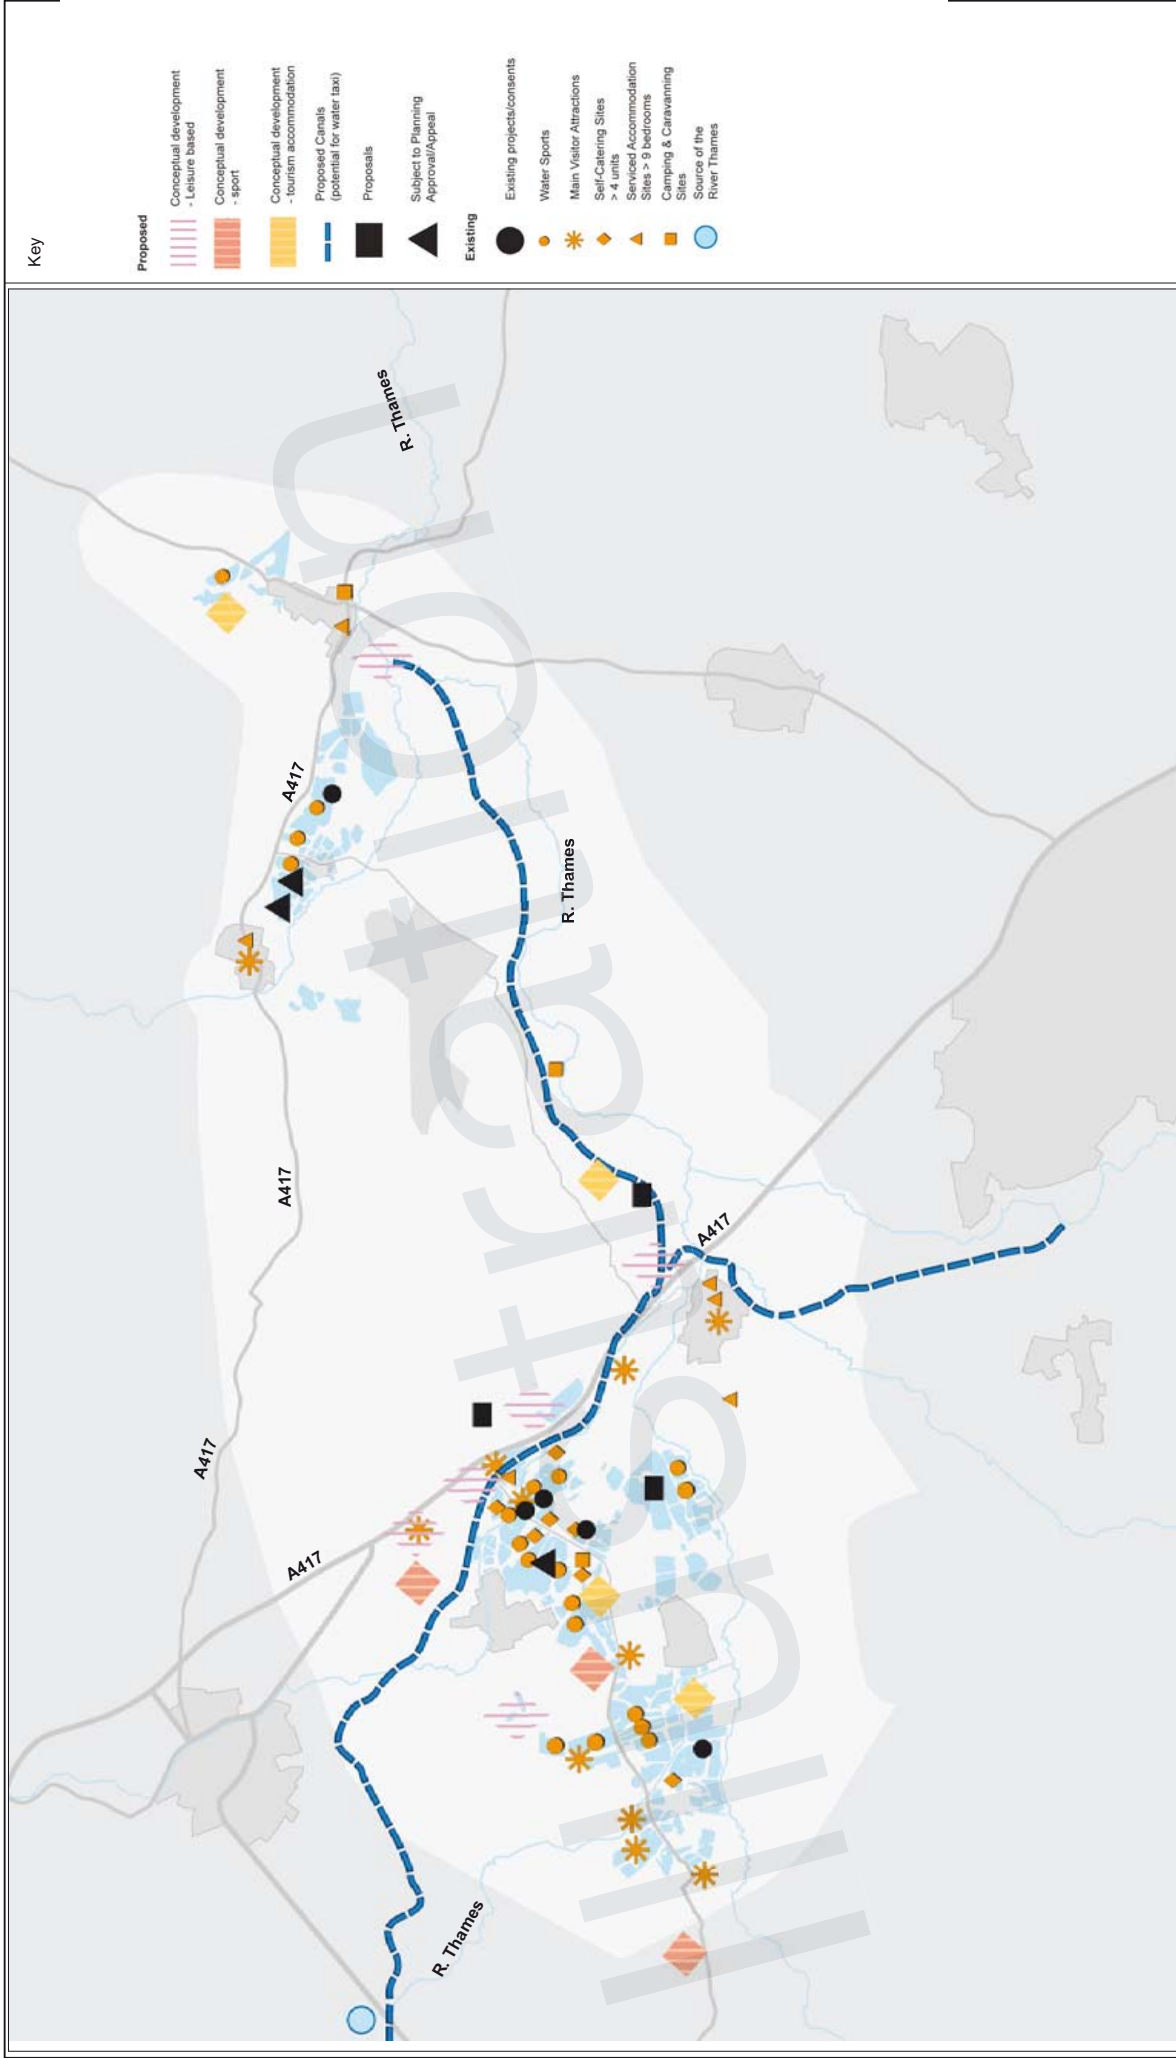 Key
Proposed
Conceptual development
- Leisure based
Conceptual development
- sport
Conceptual development
- tourism accommodation
Proposed Canals
(potential for water taxi)
Proposals
Subject to Planning
Approval/Appeal
Existing
Existing projects/consents
Water Sports
Main Visitor Attractions
Self-Catering Sites
> 4 units
Serviced Accommodation
Sites > 9 bedrooms
Camping & Caravanning
Sites
Source of the
River Thames
A417
A417
A417
A417
A417
R. Thames
R. Thames
R. Thames
Illustration